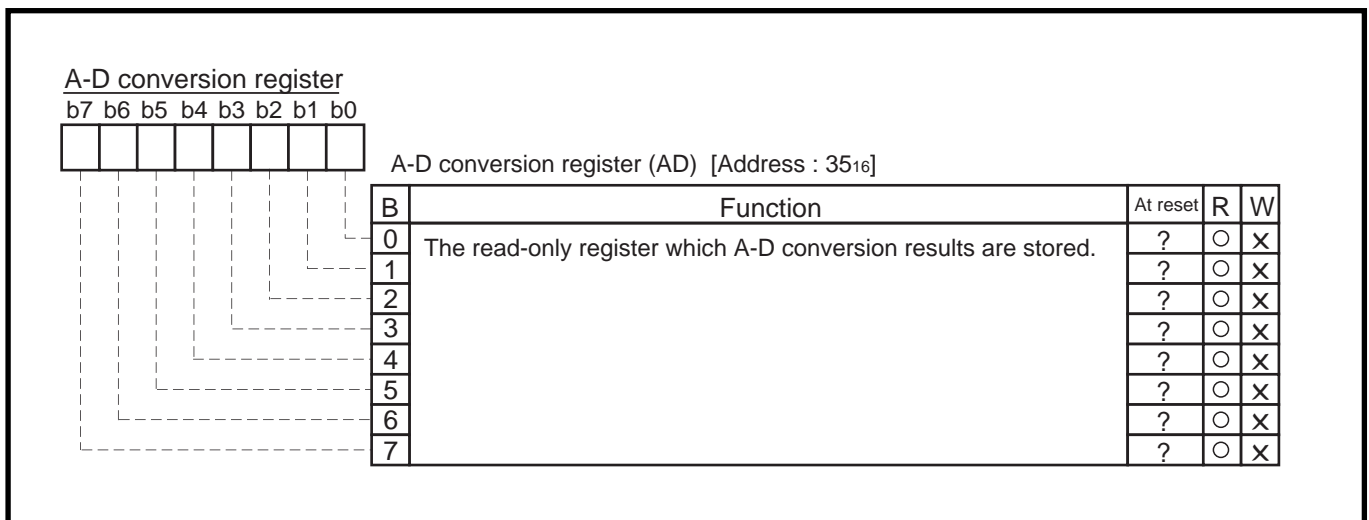 A-D conversion register
b7 b6 b5 b4 b3 b2 b1 b0
A-D conversion register (AD) [Address : 35₁₆]
B Function At reset R W
0 The read-only register which A-D conversion results are stored. ? ○ ×
1 ? ○ ×
2 ? ○ ×
3 ? ○ ×
4 ? ○ ×
5 ? ○ ×
6 ? ○ ×
7 ? ○ ×